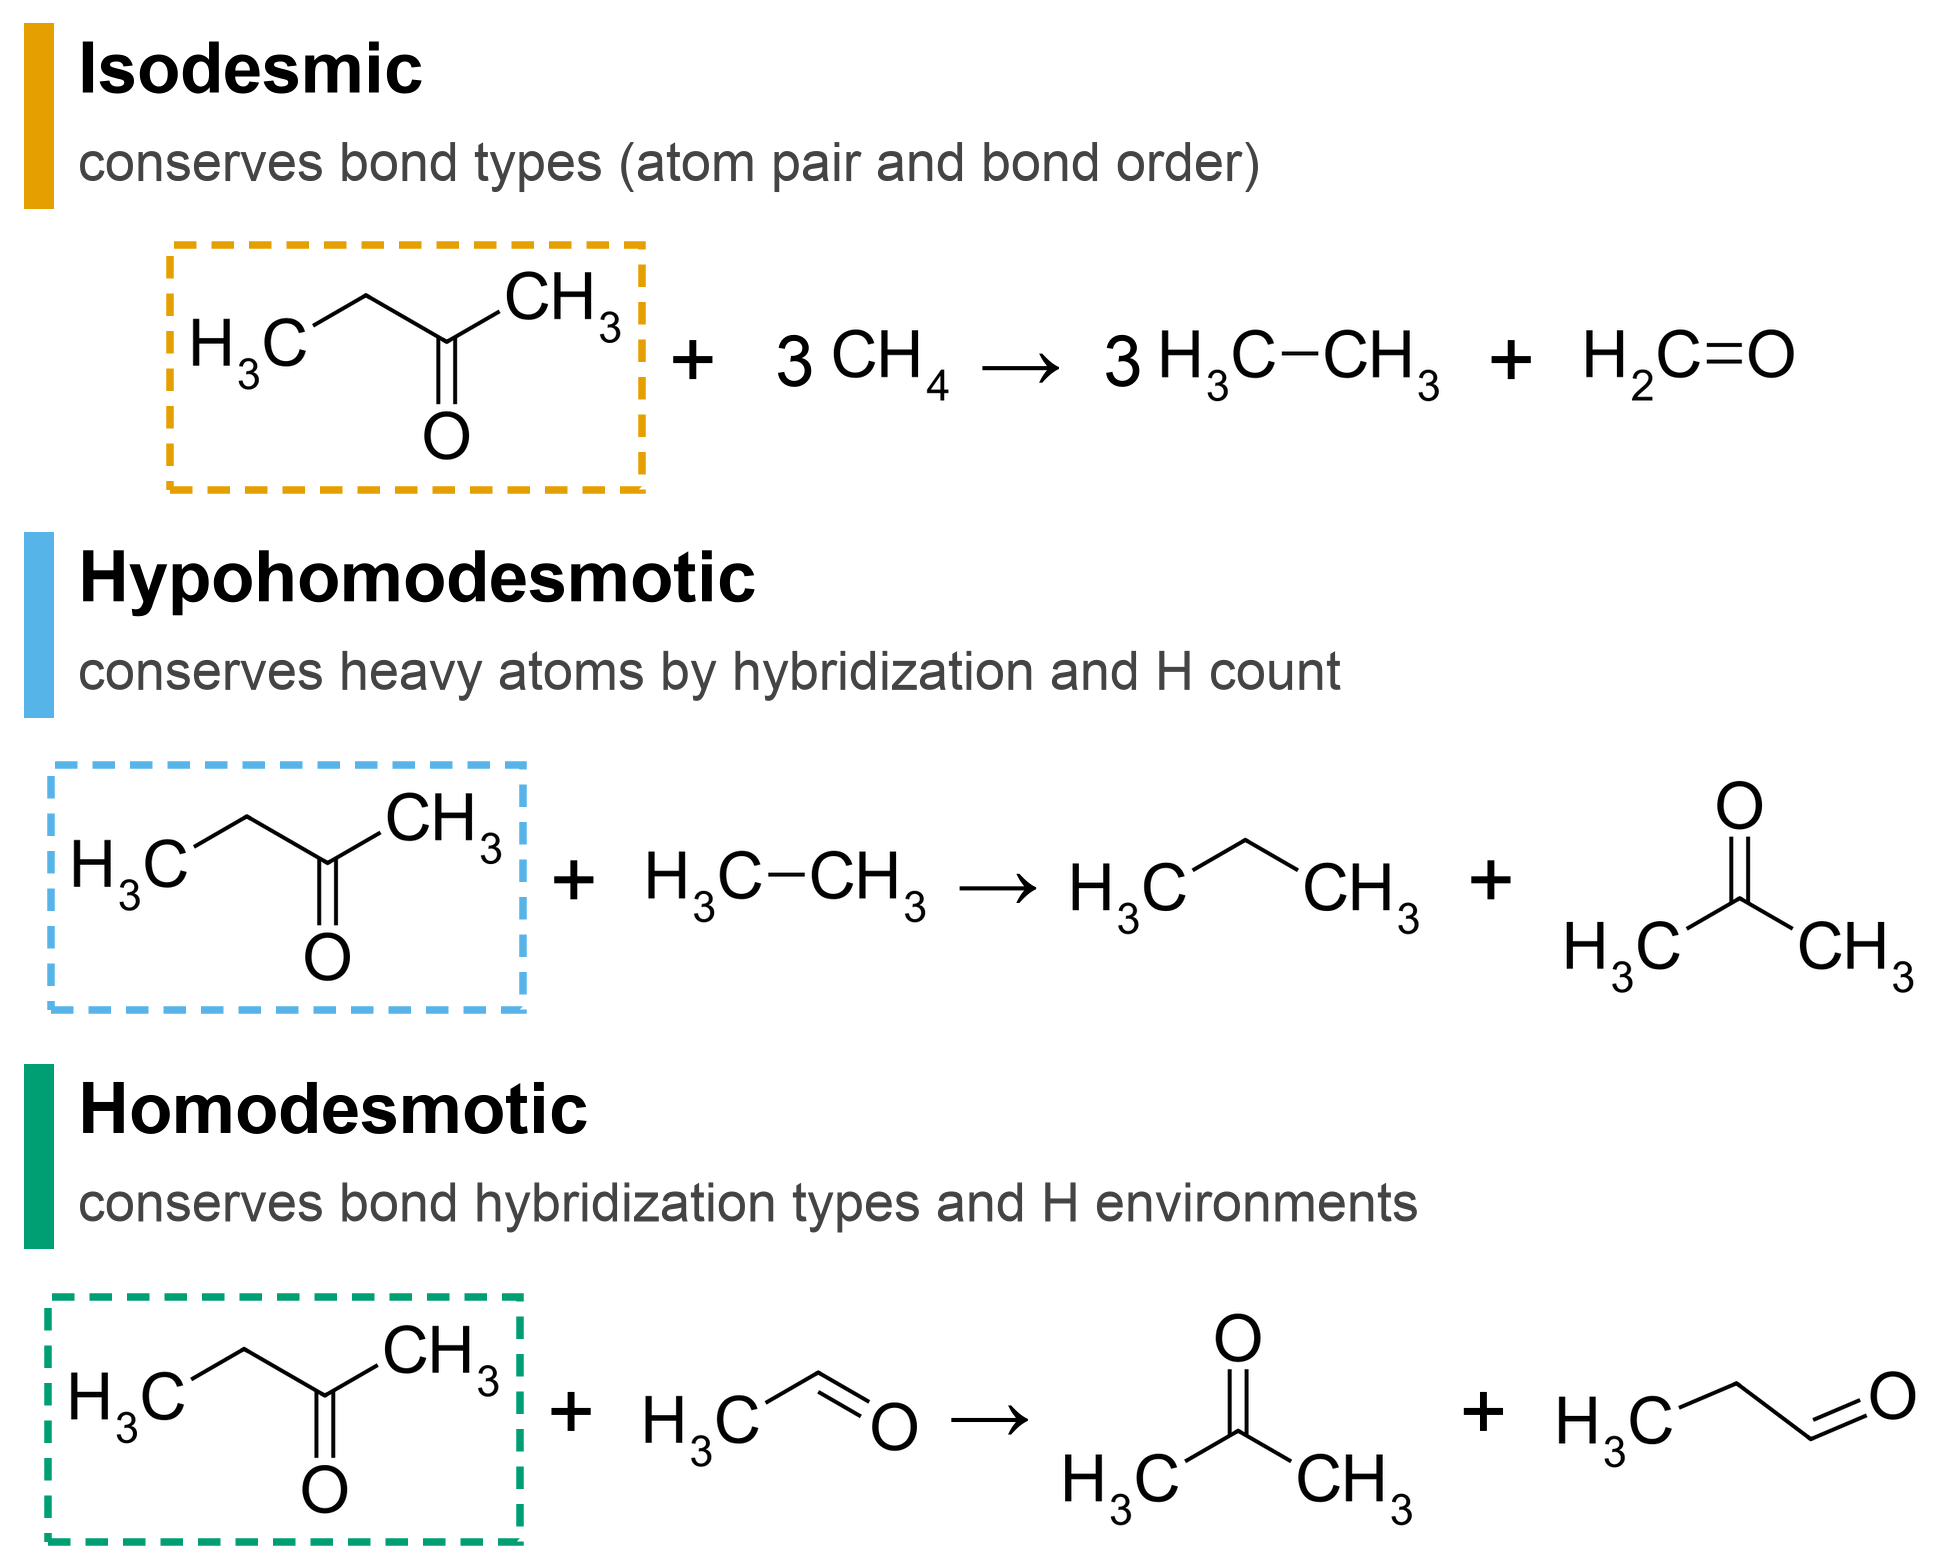 Isodesmic
conserves bond types (atom pair and bond order)
H3C CH3 O + 3 CH4 → 3 H3C–CH3 + H2C=O
Hypohomodesmotic
conserves heavy atoms by hybridization and H count
H3C CH3 O + H3C–CH3 → H3C CH3 + O H3C CH3
Homodesmotic
conserves bond hybridization types and H environments
H3C CH3 O + H3C O → O H3C CH3 + H3C O